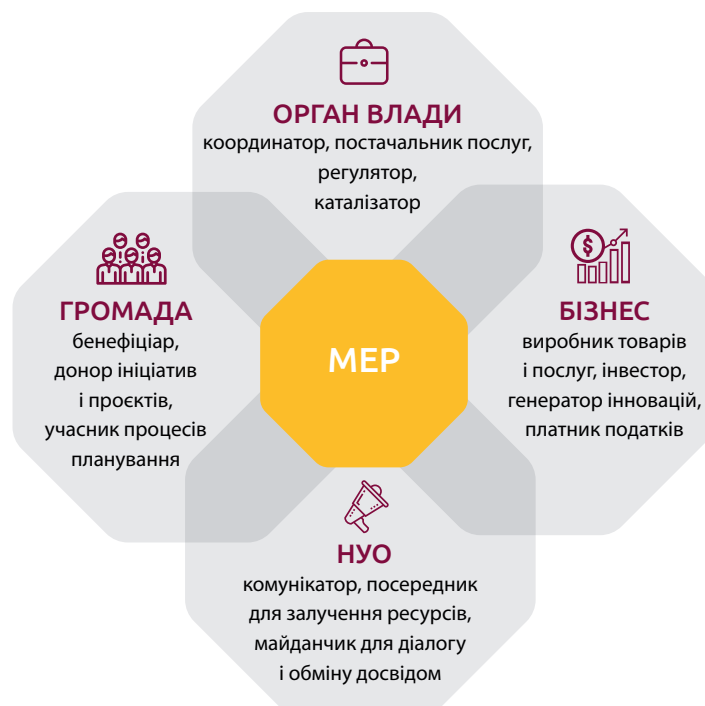 ОРГАН ВЛАДИ
координатор, постачальник послуг,
регулятор,
каталізатор
ГРОМАДА
бенефіціар,
донор ініціатив
і проєктів,
учасник процесів
планування
МЕР
$
БІЗНЕС
виробник товарів
і послуг, інвестор,
генератор інновацій,
платник податків
НУО
комунікатор, посередник
для залучення ресурсів,
майданчик для діалогу
і обміну досвідом